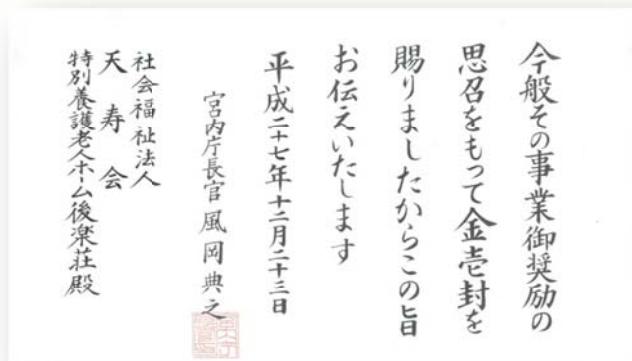 今般その事業御奨励の
思召をもって金壱封を
賜りましたからこの旨
お伝えいたします
平成二十七年十二月二十三日
宮内庁長官 風岡典之
社会福祉法人
天寿会
特別養護老人ホーム後楽荘殿